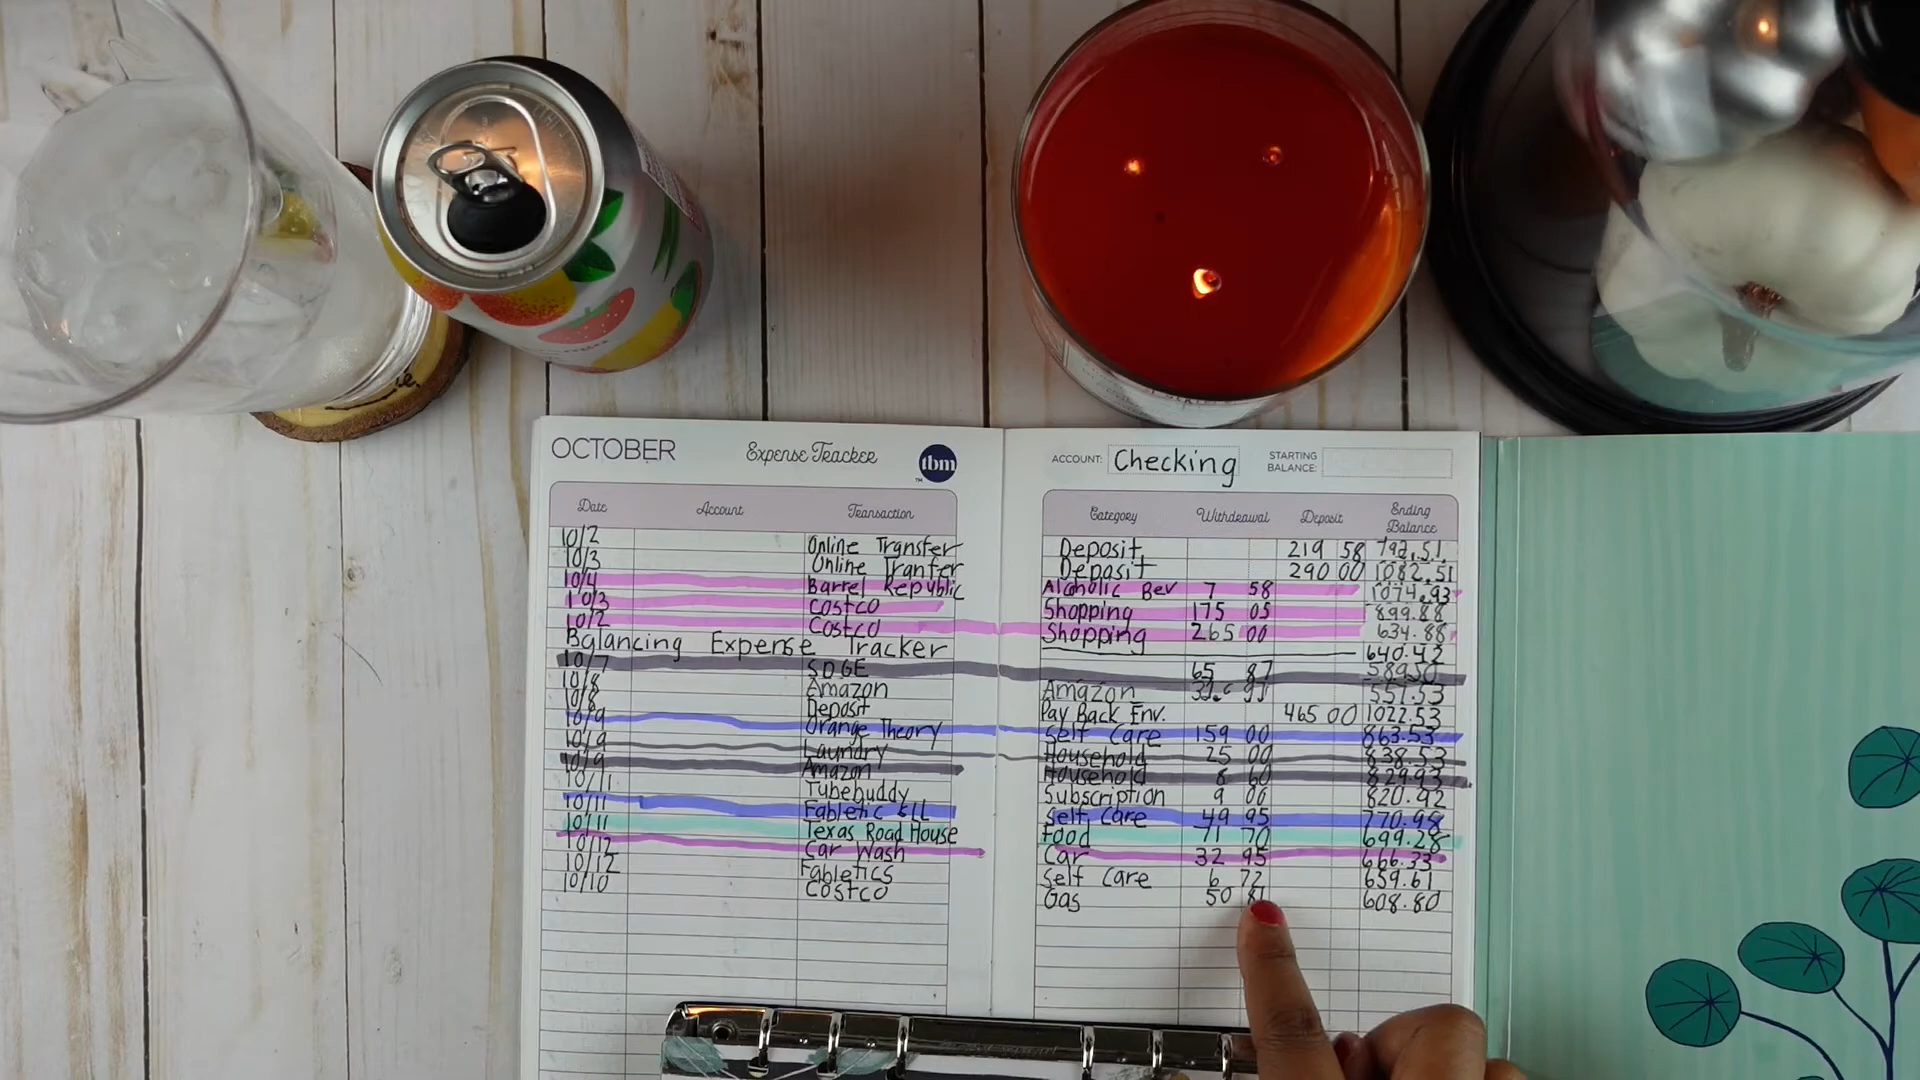 OCTOBER Expense Tracker tbm
ACCOUNT: Checking STARTING BALANCE:
Date Account Transaction Category Withdrawal Deposit Ending Balance
10/2 Online Transfer Deposit 219 58 792.51
10/3 Online Tranfer Deposit 290 00 1082.51
10/4 Barrel Republic Alcoholic Bev 7 58 1074.93
10/3 Costco Shopping 175 05 899.88
10/2 Costco Shopping 265 00 634.88
Balancing Expense Tracker 640.42
10/7 SDGE 65 87 589.50
10/8 Amazon Amazon 551.53
10/8 Deposit Pay Back Env. 465 00 1022.53
10/9 Orange Theory Self Care 159 00 863.53
10/9 Laundry Household 25 00 838.53
10/9 Amazon Household 8 60 829.93
10/11 Tubebuddy Subscription 9 00 820.92
10/11 Fabletic Self Care 49 95 770.98
10/11 Texas Road House Food 71 70 699.28
10/12 Car Wash Car 32 95 666.33
10/12 Fabletics Self Care 6 72 659.61
10/10 Costco Gas 50 81 608.80